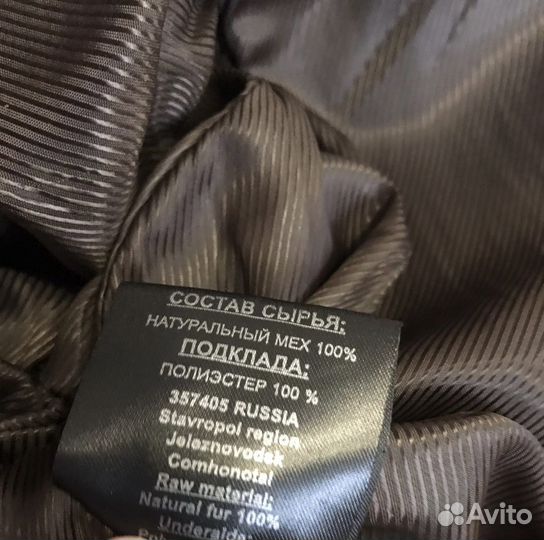 СОСТАВ СЫРЬЯ:
НАТУРАЛЬНЫЙ МЕХ 100%
ПОДКЛАДА:
ПОЛИЭСТЕР 100 %
357405 RUSSIA
Stavropol region
Jeleznovodsk
Comhonotal
Raw material:
Natural fur 100%
Underside:
Avito